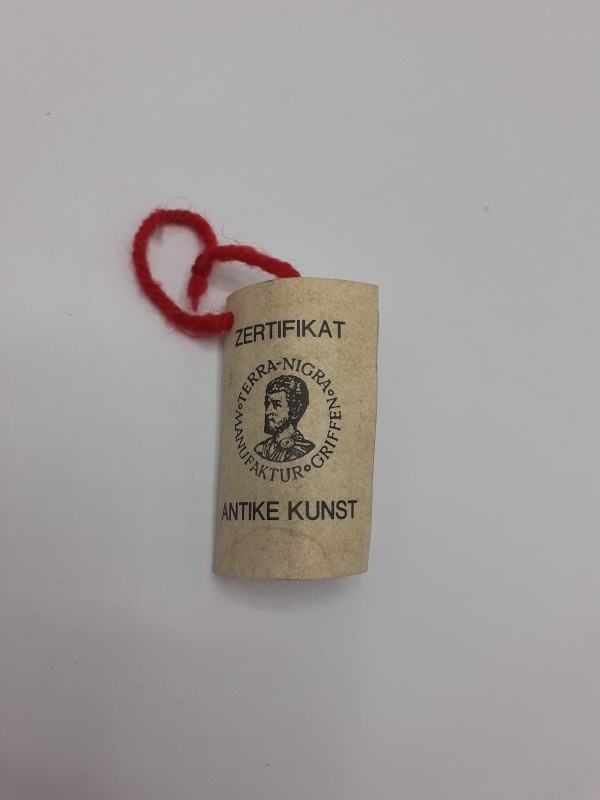 ZERTIFIKAT
TERRA-NIGRA∘GRIFFEN∘MANUFAKTUR∘
ANTIKE KUNST